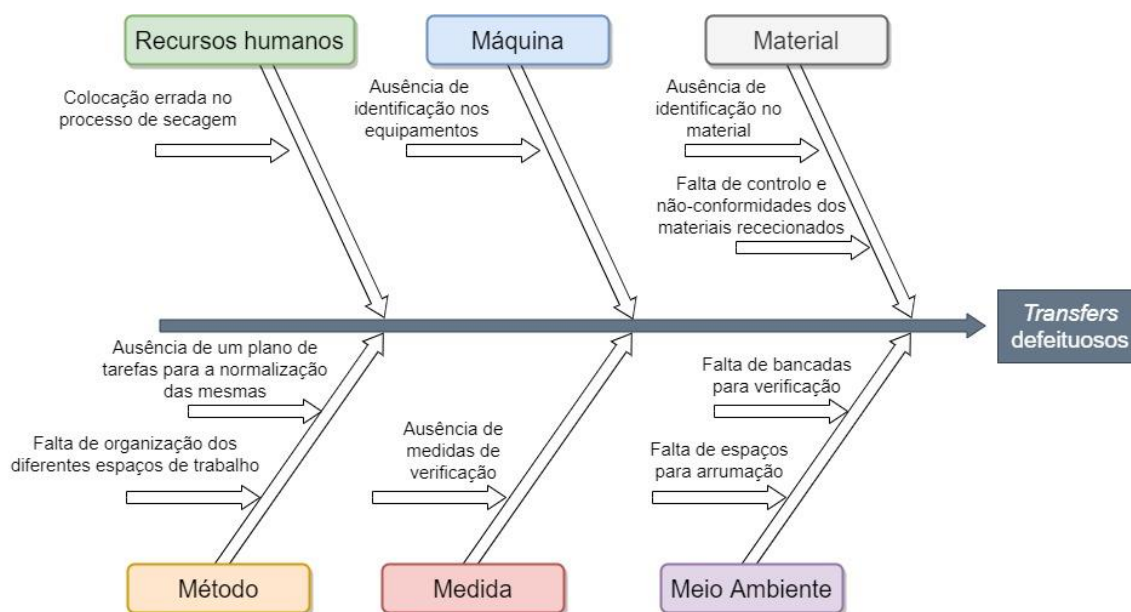 Recursos humanos
Máquina
Material
Colocação errada no
processo de secagem
Ausência de
identificação nos
equipamentos
Ausência de
identificação no
material
Falta de controlo e
não-conformidades dos
materiais rececionados
Transfers
defeituosos
Ausência de um plano de
tarefas para a normalização
das mesmas
Falta de organização dos
diferentes espaços de trabalho
Ausência de
medidas de
verificação
Falta de bancadas
para verificação
Falta de espaços
para arrumação
Método
Medida
Meio Ambiente